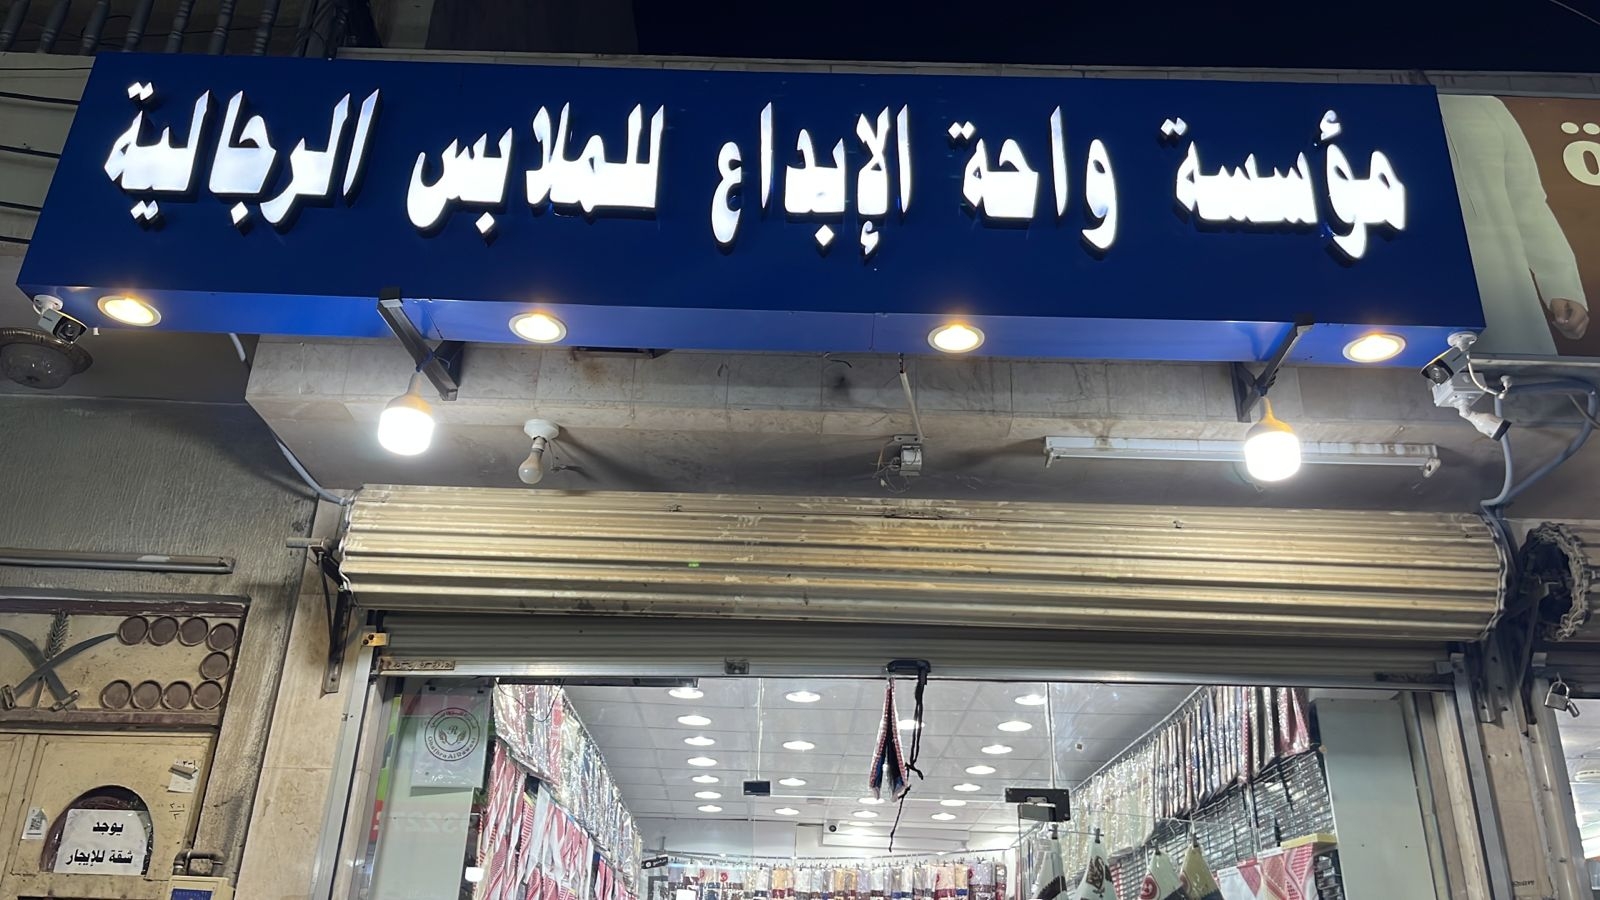 مؤسسة واحة الإبداع للملابس الرجالية
يوجد
شقة للإيجار